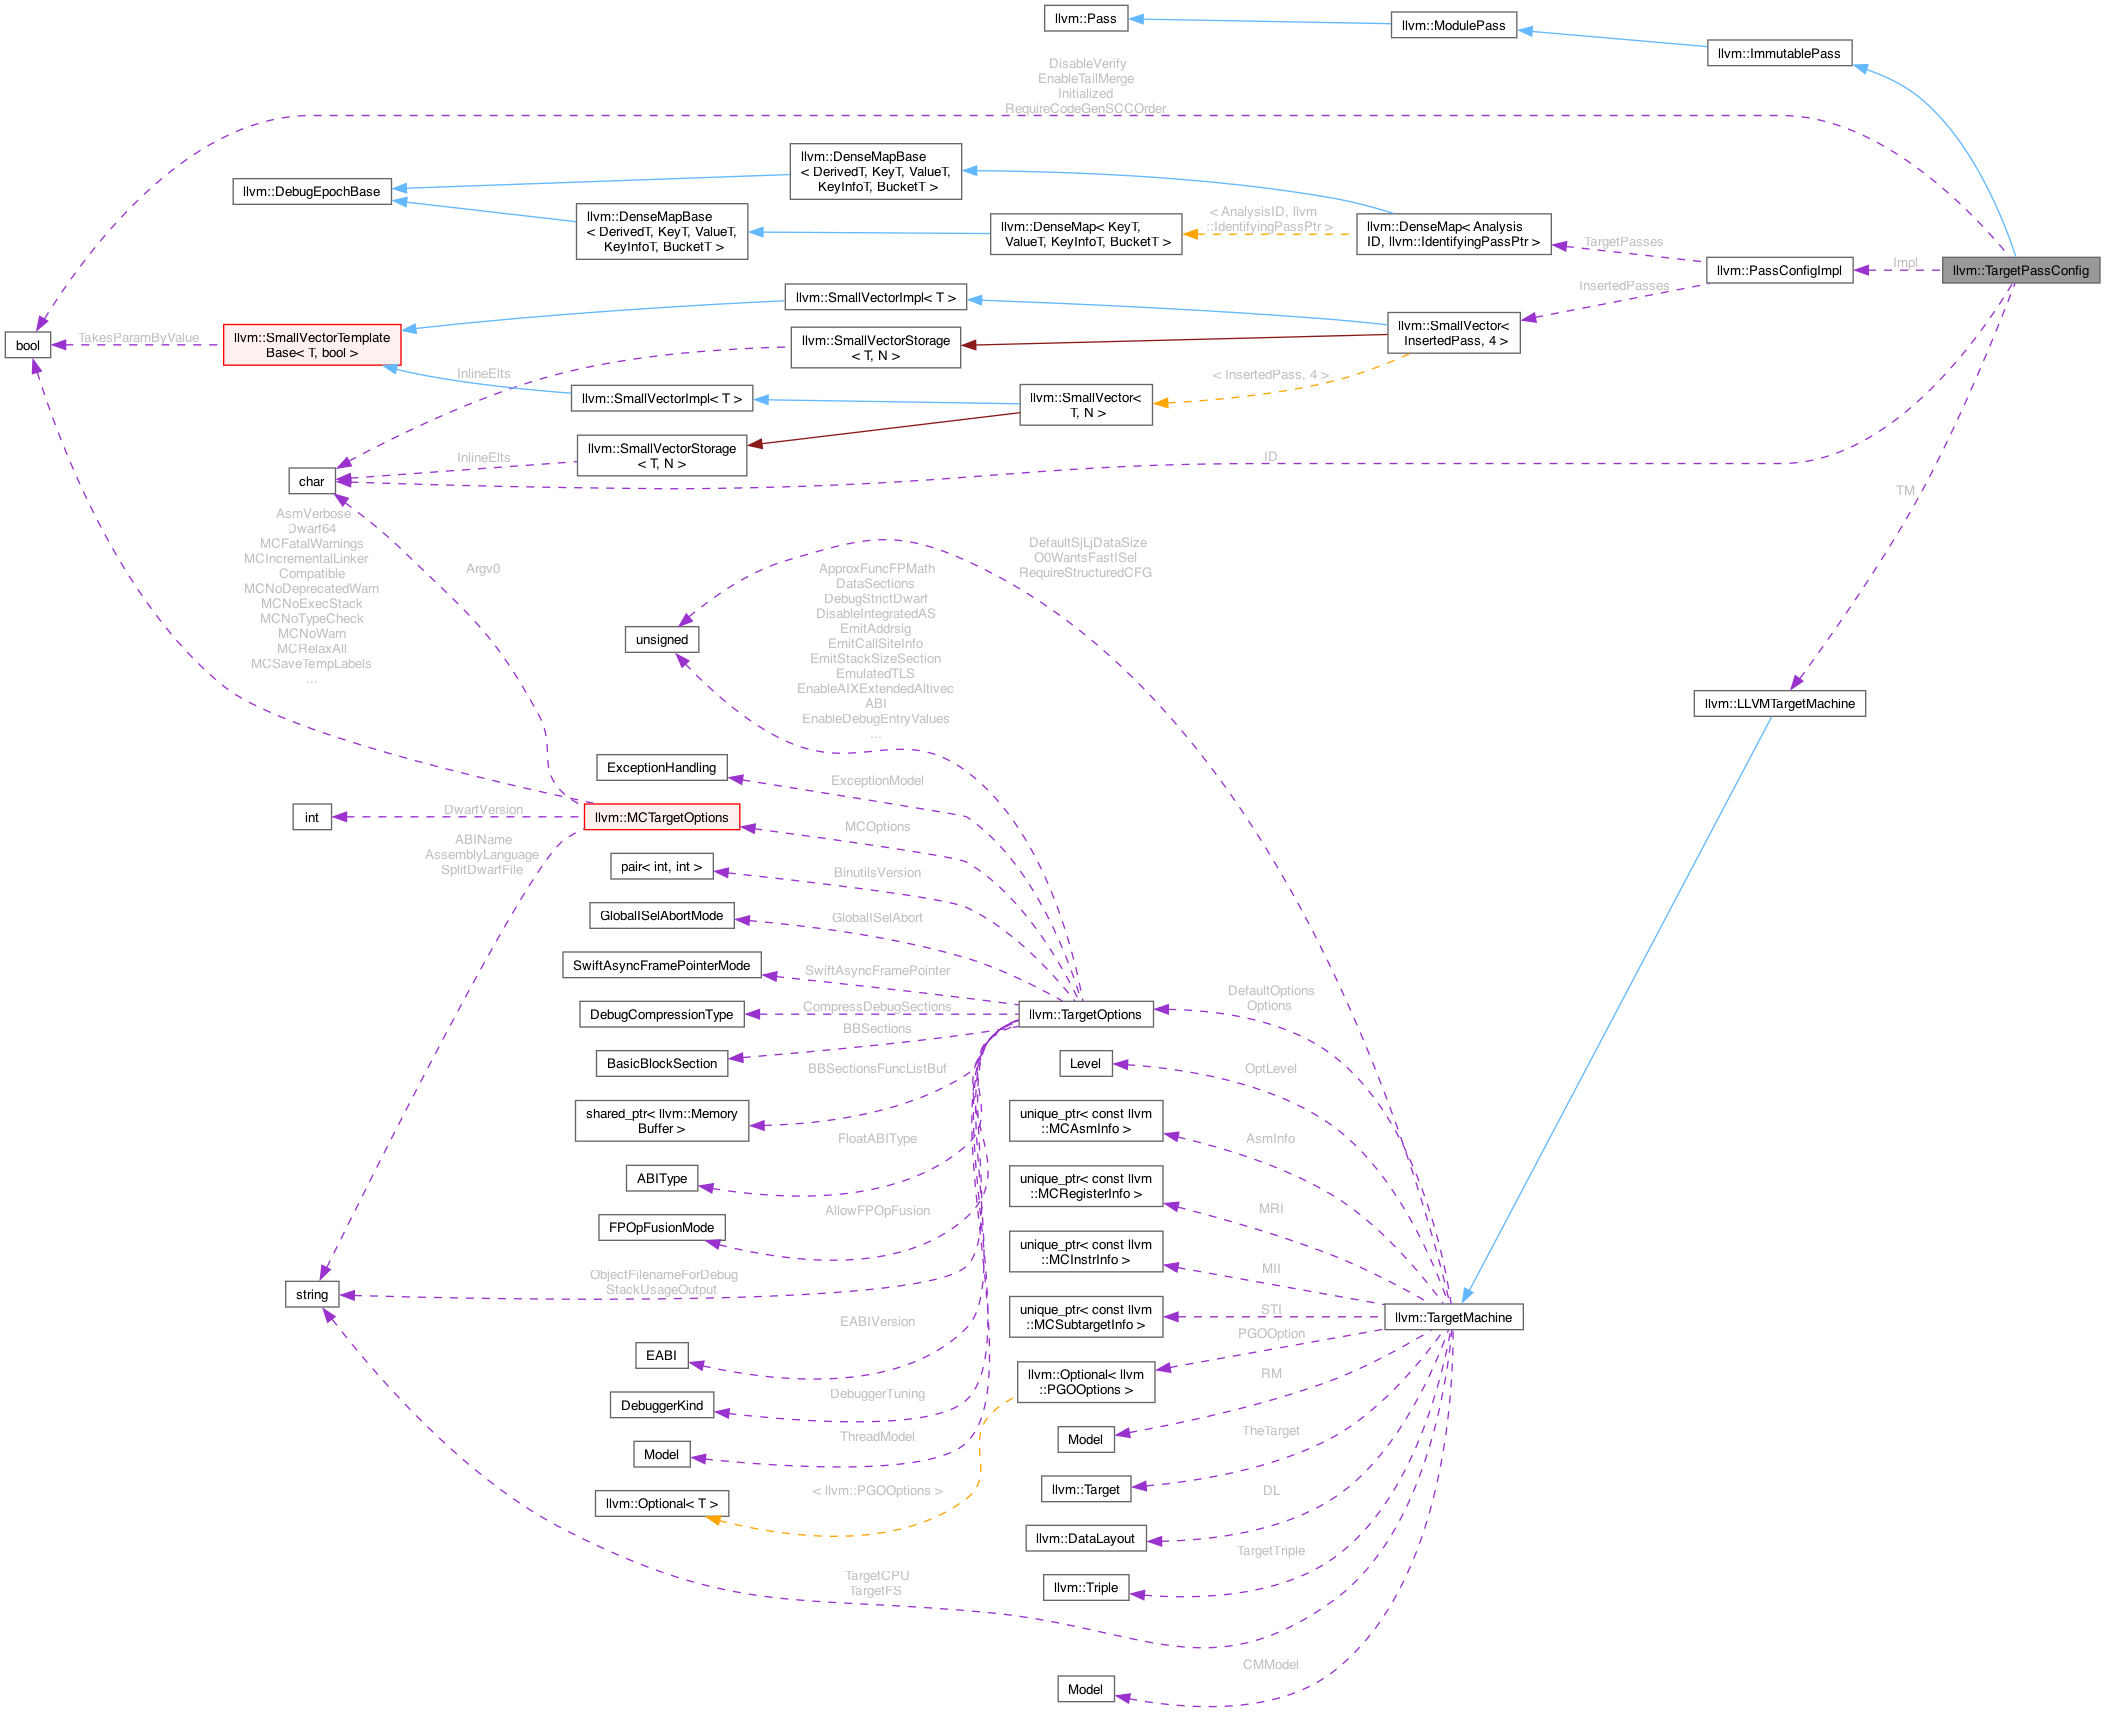 llvm::Pass
llvm::ModulePass
llvm::ImmutablePass
DisableVerify
EnableTailMerge
Initialized
RequireCodeGenSCCOrder
llvm::DenseMapBase
< DerivedT, KeyT, ValueT,
KeyInfoT, BucketT >
llvm::DebugEpochBase
llvm::DenseMapBase
< DerivedT, KeyT, ValueT,
KeyInfoT, BucketT >
llvm::DenseMap< KeyT,
ValueT, KeyInfoT, BucketT >
< AnalysisID, llvm
::IdentifyingPassPtr >
llvm::DenseMap< Analysis
ID, llvm::IdentifyingPassPtr >
TargetPasses
llvm::PassConfigImpl
Impl
llvm::TargetPassConfig
InsertedPasses
llvm::SmallVectorImpl< T >
llvm::SmallVector<
InsertedPass, 4 >
bool
TakesParamByValue
llvm::SmallVectorTemplate
Base< T, bool >
llvm::SmallVectorStorage
< T, N >
InlineElts
< InsertedPass, 4 >
llvm::SmallVectorImpl< T >
llvm::SmallVector<
T, N >
llvm::SmallVectorStorage
< T, N >
InlineElts
ID
char
TM
AsmVerbose
Dwarf64
MCFatalWarnings
MCIncrementalLinker
Compatible
MCNoDeprecatedWarn
MCNoExecStack
MCNoTypeCheck
MCNoWarn
MCRelaxAll
MCSaveTempLabels
...
Argv0
DefaultSjLjDataSize
O0WantsFastISel
RequireStructuredCFG
ApproxFuncFPMath
DataSections
DebugStrictDwarf
DisableIntegratedAS
EmitAddrsig
EmitCallSiteInfo
EmitStackSizeSection
EmulatedTLS
EnableAIXExtendedAltivec
ABI
EnableDebugEntryValues
...
unsigned
llvm::LLVMTargetMachine
ExceptionHandling
ExceptionModel
int
DwarfVersion
llvm::MCTargetOptions
MCOptions
ABIName
AssemblyLanguage
SplitDwarfFile
pair< int, int >
BinutilsVersion
GlobalISelAbortMode
GlobalISelAbort
SwiftAsyncFramePointerMode
SwiftAsyncFramePointer
DebugCompressionType
CompressDebugSections
llvm::TargetOptions
DefaultOptions
Options
BasicBlockSection
BBSections
Level
OptLevel
BBSectionsFuncListBuf
shared_ptr< llvm::Memory
Buffer >
unique_ptr< const llvm
::MCAsmInfo >
AsmInfo
FloatABIType
ABIType
unique_ptr< const llvm
::MCRegisterInfo >
MRI
AllowFPOpFusion
FPOpFusionMode
unique_ptr< const llvm
::MCInstrInfo >
MII
string
ObjectFilenameForDebug
StackUsageOutput
unique_ptr< const llvm
::MCSubtargetInfo >
STI
llvm::TargetMachine
EABIVersion
EABI
PGOOption
llvm::Optional< llvm
::PGOOptions >
RM
DebuggerTuning
DebuggerKind
ThreadModel
Model
Model
TheTarget
llvm::Target
< llvm::PGOOptions >
llvm::Optional< T >
DL
llvm::DataLayout
TargetTriple
llvm::Triple
TargetCPU
TargetFS
CMModel
Model